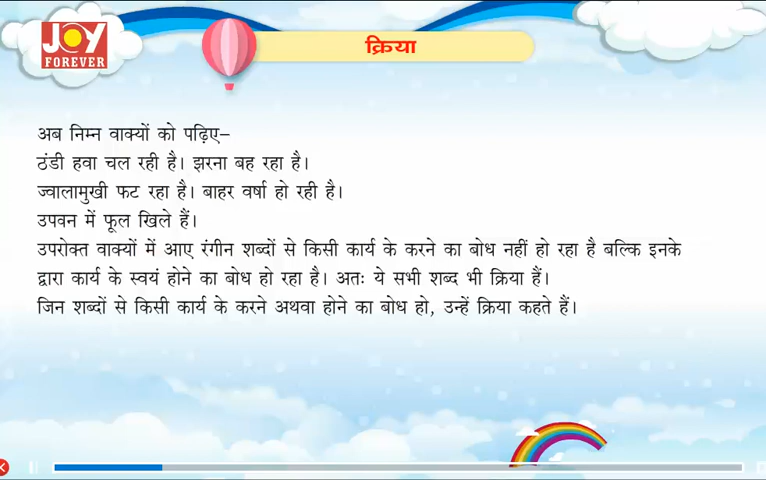 JOY
FOREVER
क्रिया
अब निम्न वाक्यों को पढ़िए–
ठंडी हवा चल रही है। झरना बह रहा है।
ज्वालामुखी फट रहा है। बाहर वर्षा हो रही है।
उपवन में फूल खिले हैं।
उपरोक्त वाक्यों में आए रंगीन शब्दों से किसी कार्य के करने का बोध नहीं हो रहा है बल्कि इनके
द्वारा कार्य के स्वयं होने का बोध हो रहा है। अतः ये सभी शब्द भी क्रिया हैं।
जिन शब्दों से किसी कार्य के करने अथवा होने का बोध हो, उन्हें क्रिया कहते हैं।